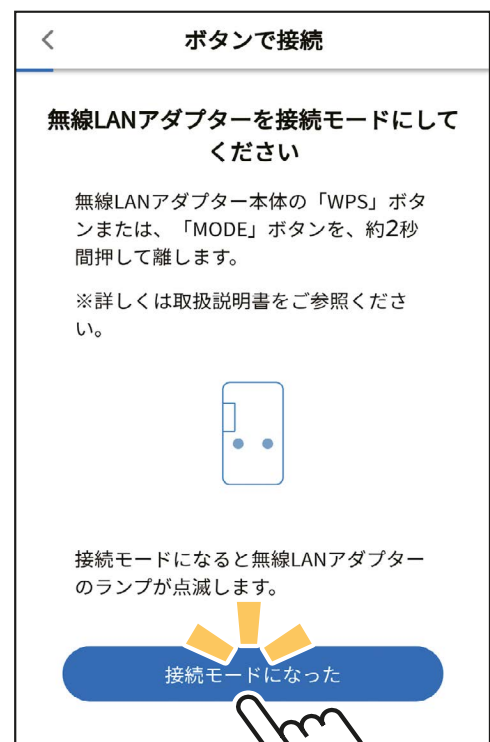 ボタンで接続
無線LANアダプターを接続モードにして
ください
無線LANアダプター本体の「WPS」ボタ
ンまたは、「MODE」ボタンを、約2秒
間押して離します。
※詳しくは取扱説明書をご参照くださ
い。
接続モードになると無線LANアダプター
のランプが点滅します。
接続モードになった